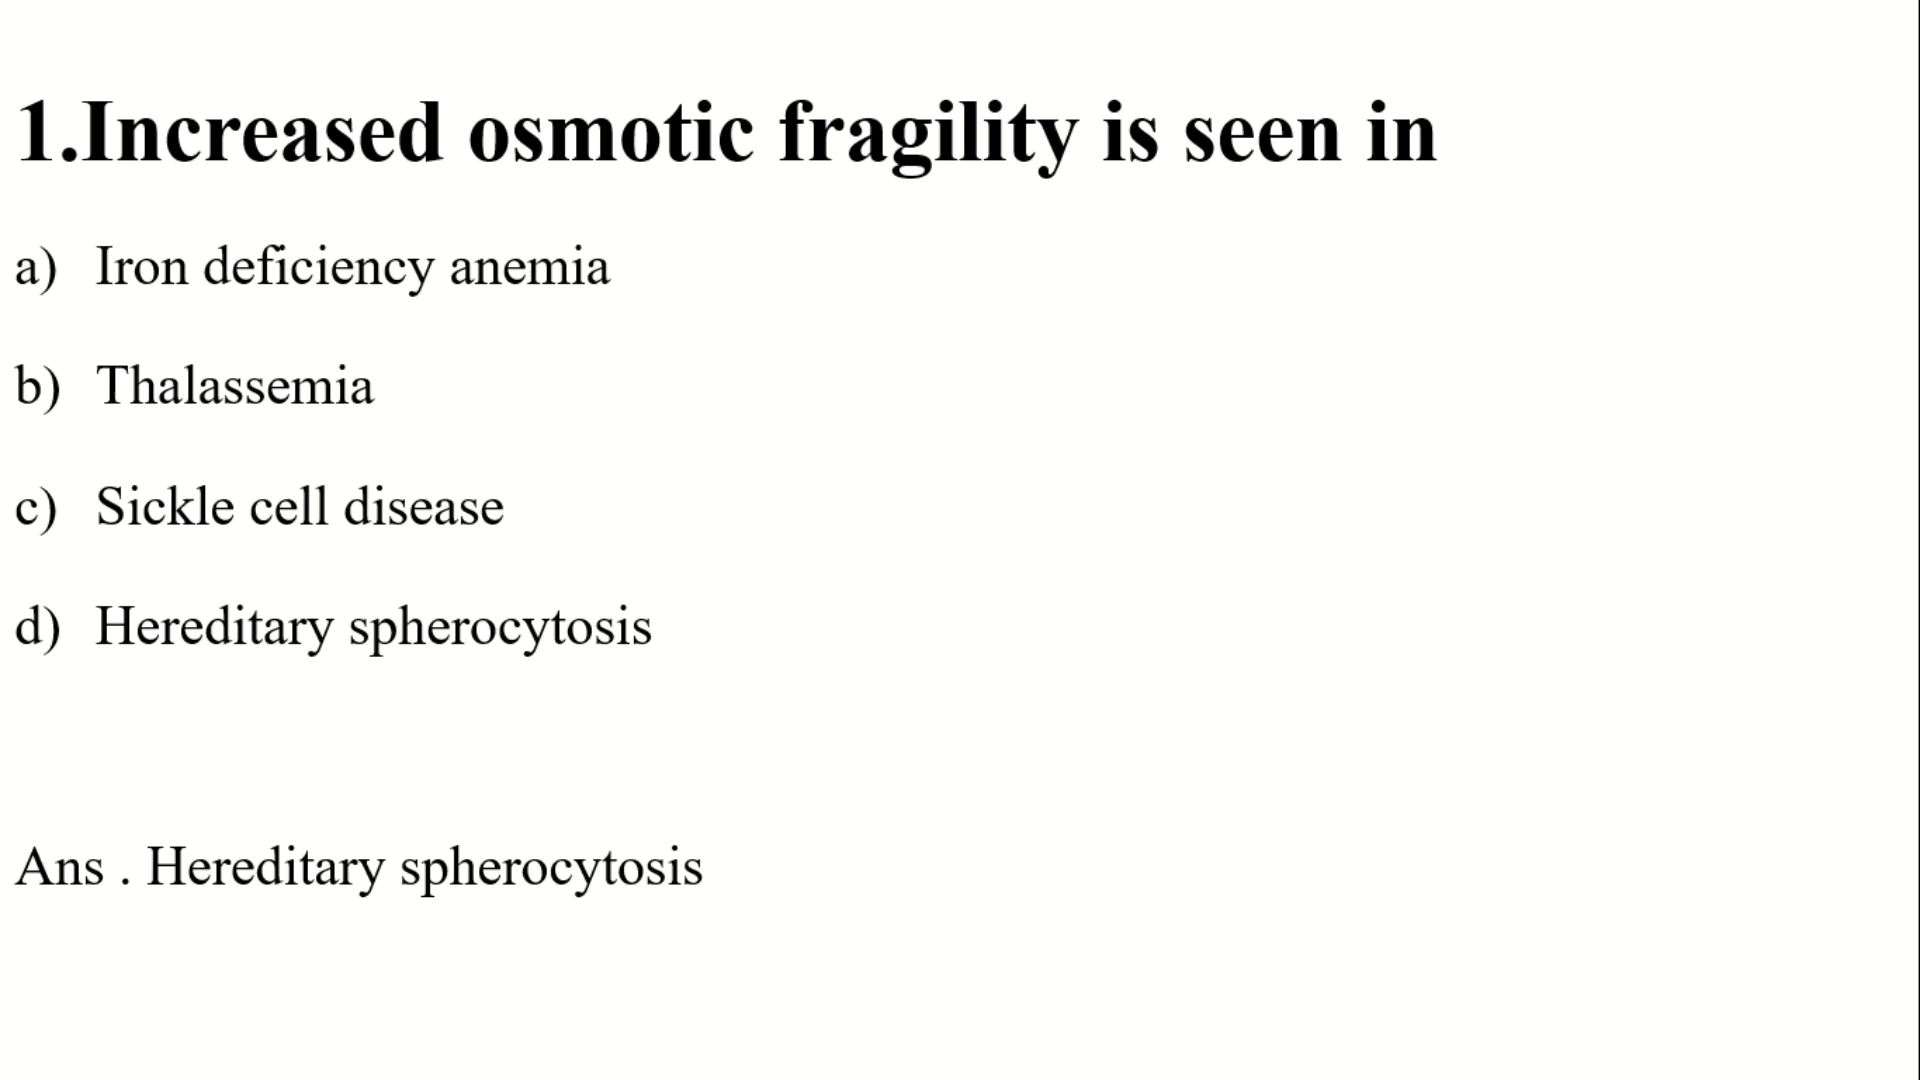 1.Increased osmotic fragility is seen in
a) Iron deficiency anemia
b) Thalassemia
c) Sickle cell disease
d) Hereditary spherocytosis
Ans . Hereditary spherocytosis